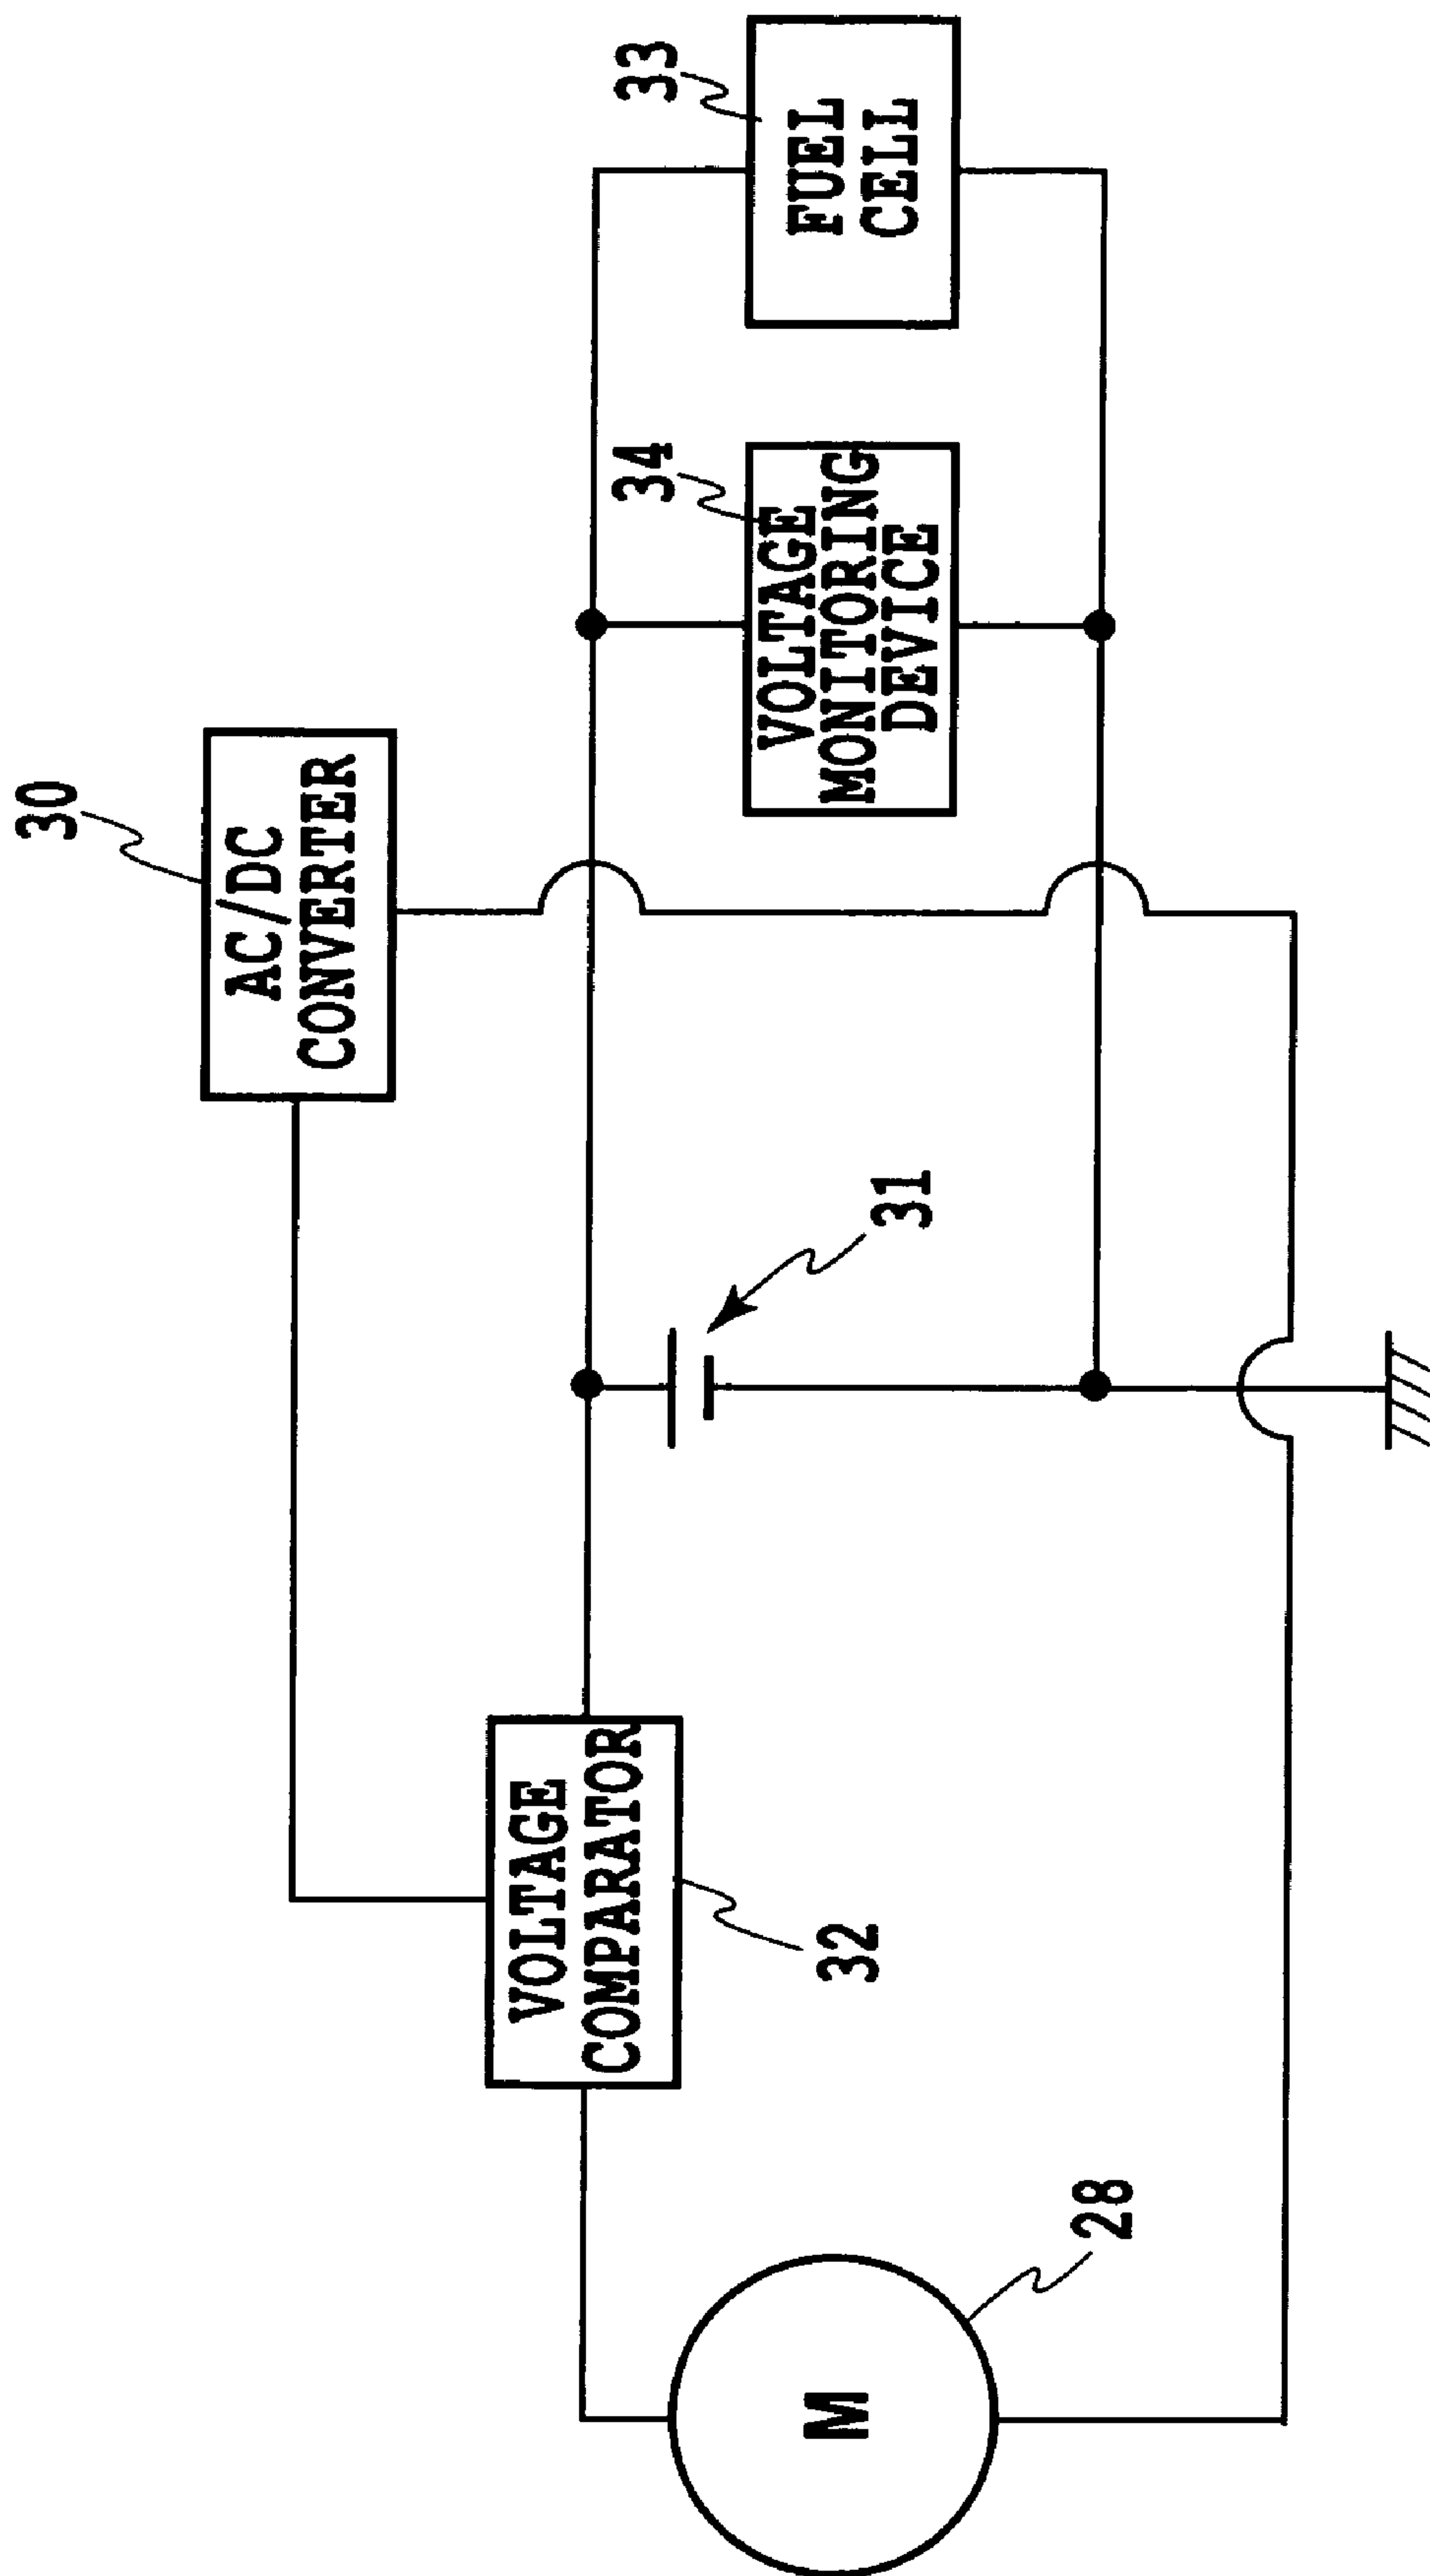 30
AC/DC
CONVERTER
33
FUEL
CELL
34
VOLTAGE
MONITORING
DEVICE
31
VOLTAGE
COMPARATOR
32
M
28